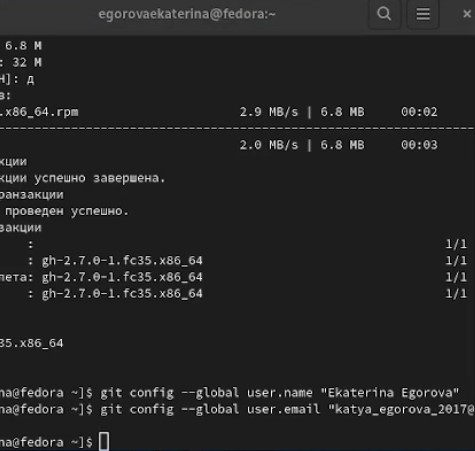 egorovaekaterina@fedora:~
6.8 M
: 32 M
Н]: д
в:
.x86_64.rpm 2.9 MB/s | 6.8 MB 00:02
--------------------------------------------------------------------------------
2.0 MB/s | 6.8 MB 00:03
кции
кции успешно завершена.
ранзакции
проведен успешно.
закции
: 1/1
: gh-2.7.0-1.fc35.x86_64 1/1
лета: gh-2.7.0-1.fc35.x86_64 1/1
: gh-2.7.0-1.fc35.x86_64 1/1
35.x86_64
na@fedora ~]$ git config --global user.name "Ekaterina Egorova"
na@fedora ~]$ git config --global user.email "katya_egorova_2017@
na@fedora ~]$